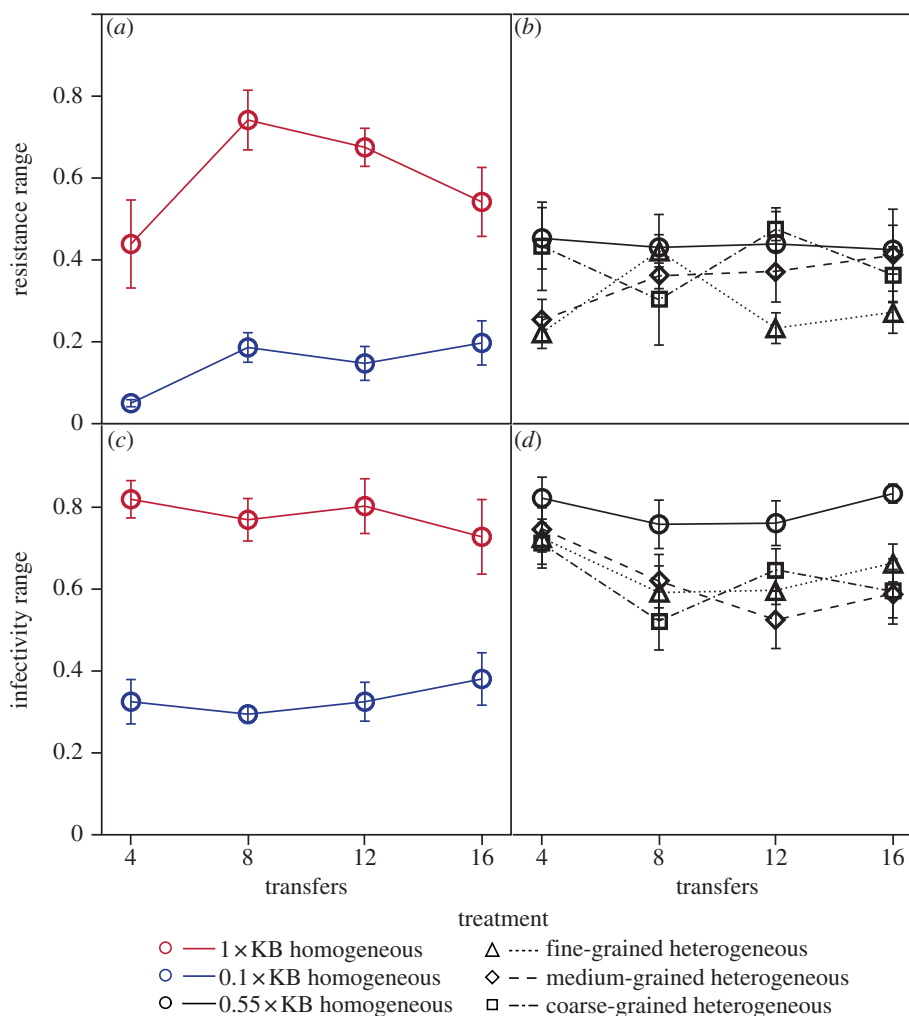 (a)
(b)
resistance range
0.8
0.6
0.4
0.2
0
(c)
(d)
infectivity range
0.8
0.6
0.4
0.2
0
4 8 12 16
4 8 12 16
transfers
transfers
treatment
1×KB homogeneous
0.1×KB homogeneous
0.55×KB homogeneous
fine-grained heterogeneous
medium-grained heterogeneous
coarse-grained heterogeneous